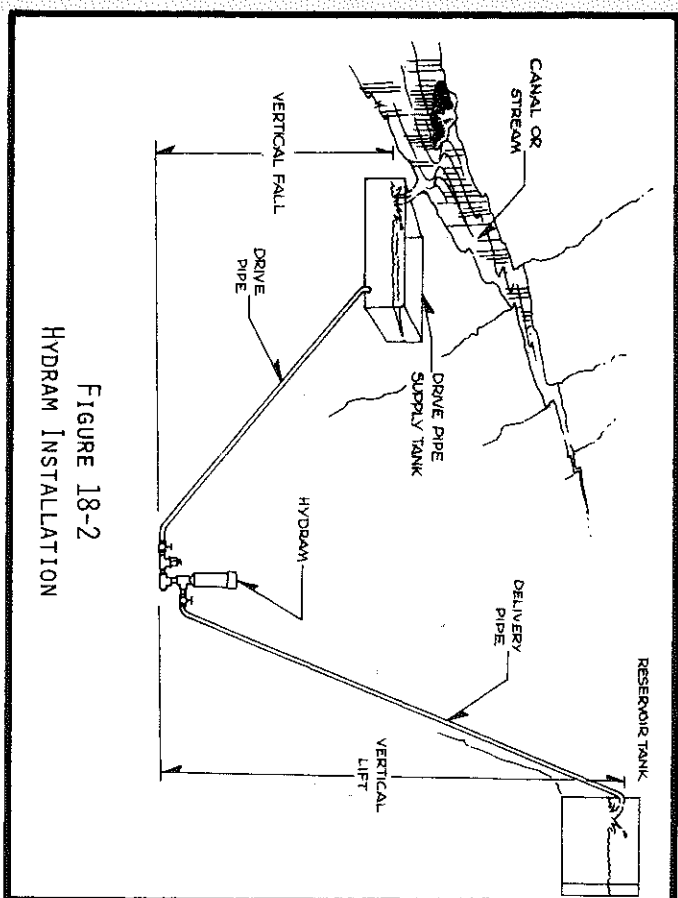 CANAL OR
STREAM
VERTICAL FALL
DRIVE
PIPE
DRIVE PIPE
SUPPLY TANK
HYDRAM
DELIVERY
PIPE
RESERVOIR TANK
VERTICAL
LIFT
FIGURE 18-2
HYDRAM INSTALLATION